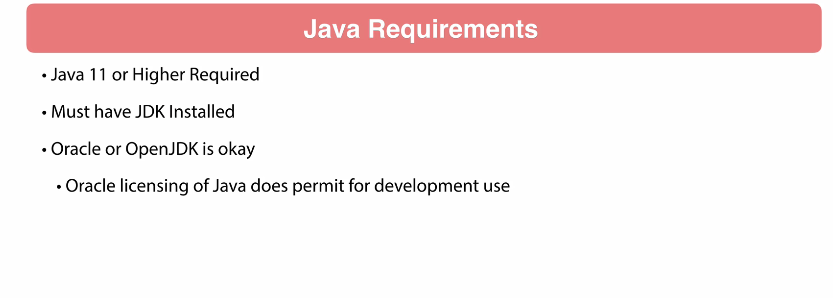 Java Requirements
• Java 11 or Higher Required
• Must have JDK Installed
• Oracle or OpenJDK is okay
• Oracle licensing of Java does permit for development use